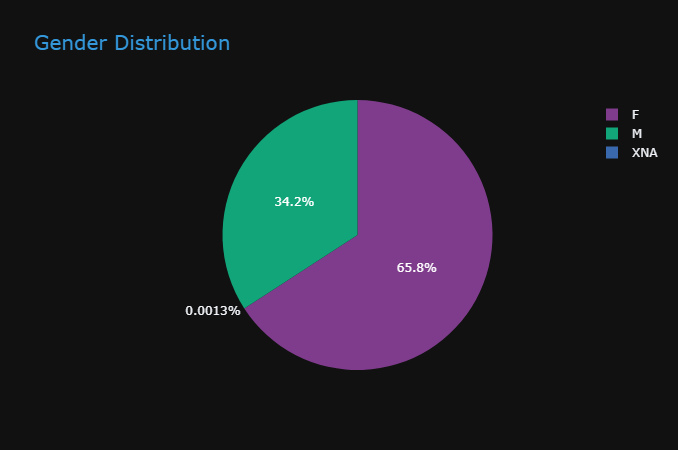 Gender Distribution
F
M
XNA
34.2%
65.8%
0.0013%